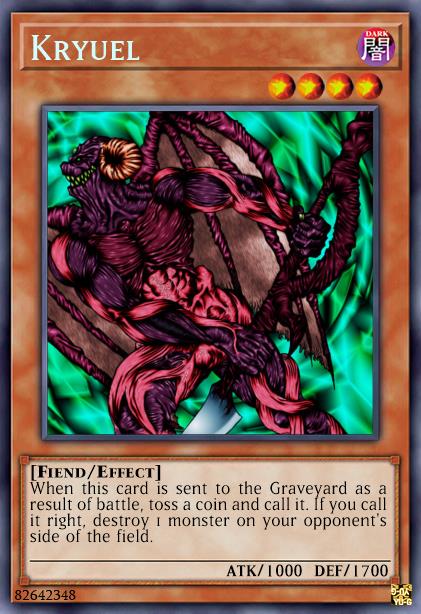 KRYUEL
DARK
闇
[FIEND/EFFECT]
When this card is sent to the Graveyard as a
result of battle, toss a coin and call it. If you call
it right, destroy 1 monster on your opponent's
side of the field.
ATK/1000 DEF/1700
82642348